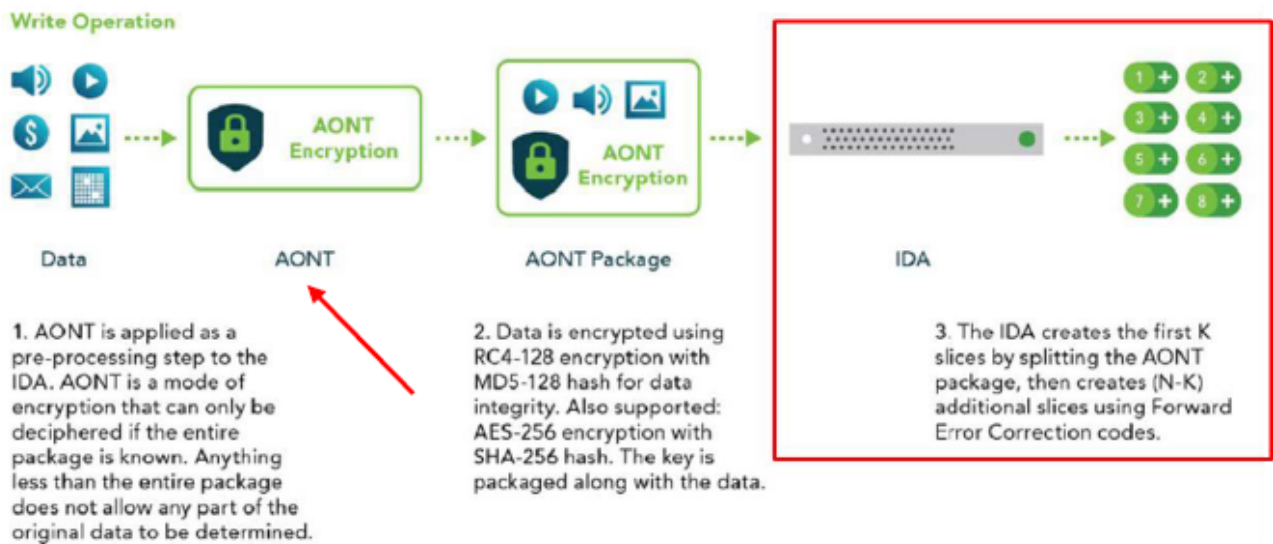 Write Operation
AONT
Encryption
AONT
Encryption
1 +
2 +
3 +
4 +
5 +
6 +
7 +
8 +
$
Data
AONT
AONT Package
IDA
1. AONT is applied as a
pre-processing step to the
IDA. AONT is a mode of
encryption that can only be
deciphered if the entire
package is known. Anything
less than the entire package
does not allow any part of the
original data to be determined.
2. Data is encrypted using
RC4-128 encryption with
MD5-128 hash for data
integrity. Also supported:
AES-256 encryption with
SHA-256 hash. The key is
packaged along with the data.
3. The IDA creates the first K
slices by splitting the AONT
package, then creates (N-K)
additional slices using Forward
Error Correction codes.